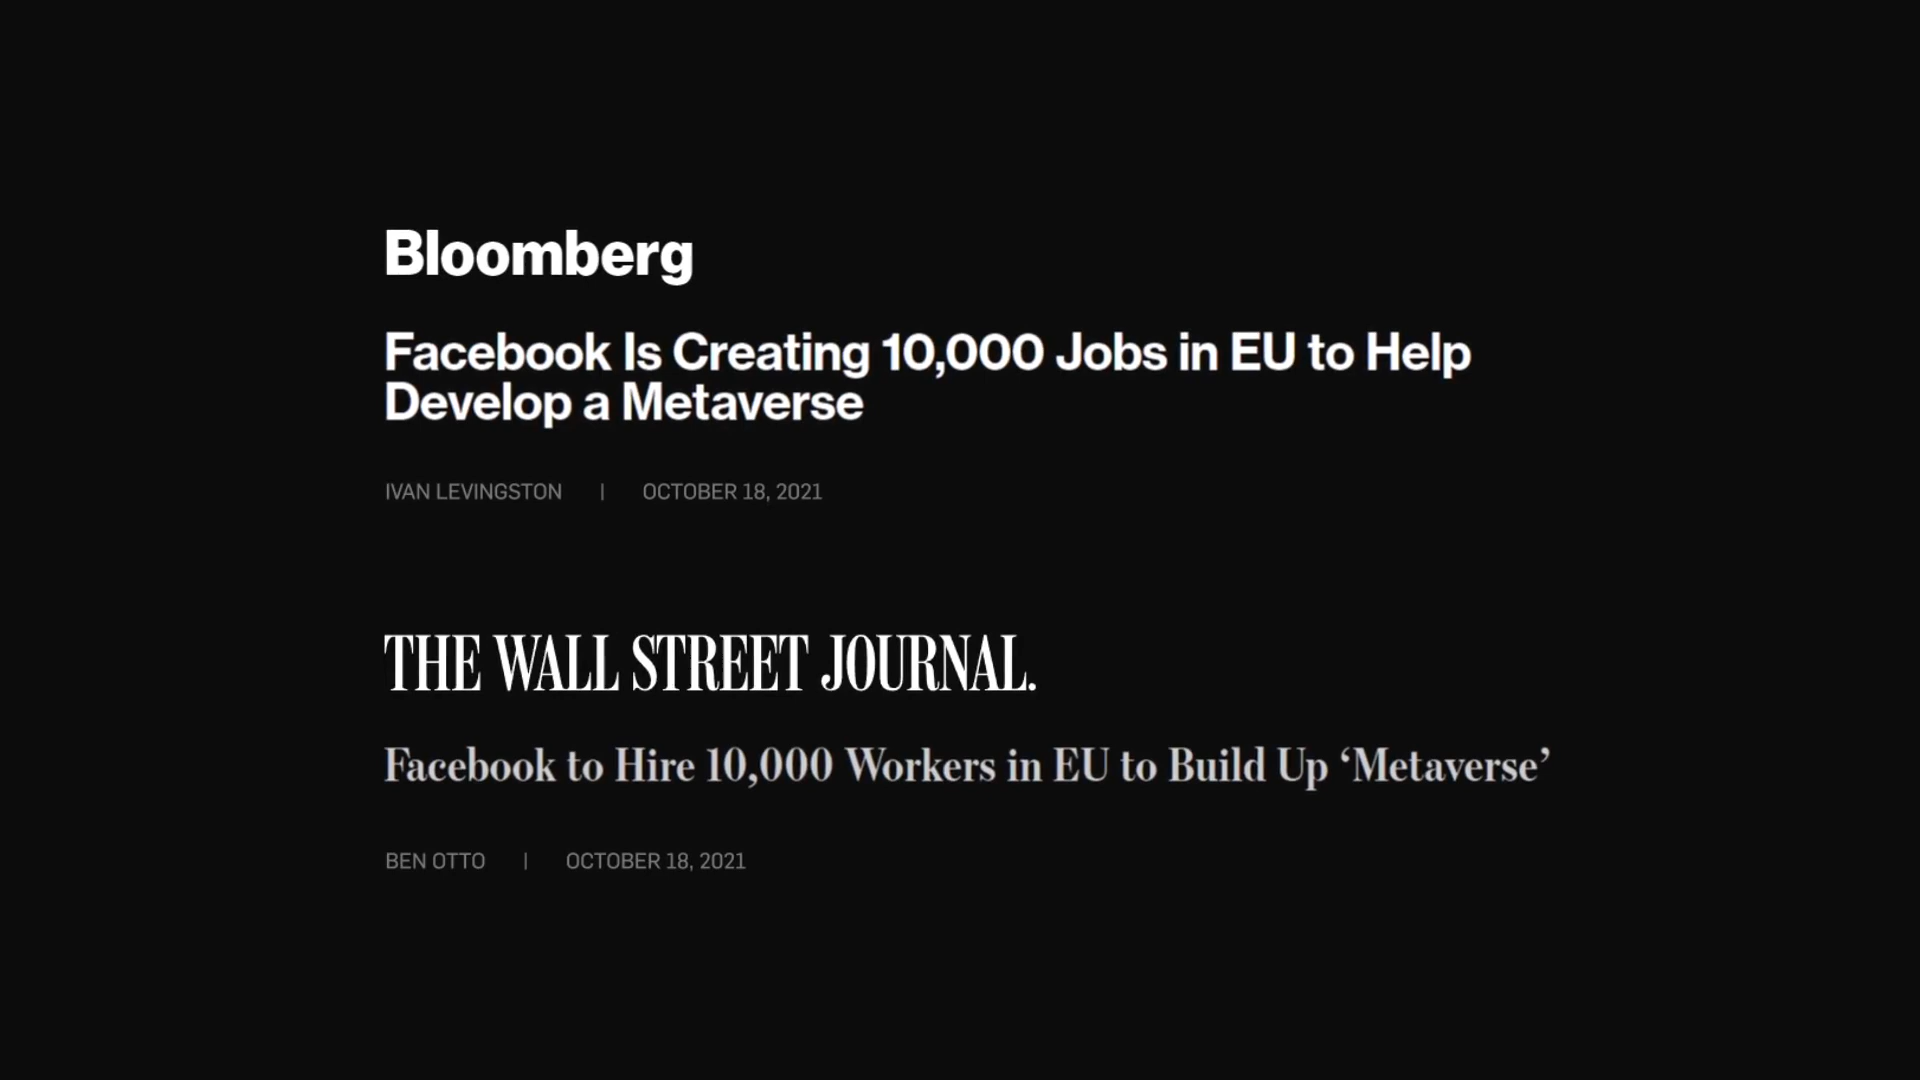 Bloomberg
Facebook Is Creating 10,000 Jobs in EU to Help
Develop a Metaverse
IVAN LEVINGSTON | OCTOBER 18, 2021
THE WALL STREET JOURNAL.
Facebook to Hire 10,000 Workers in EU to Build Up ‘Metaverse’
BEN OTTO | OCTOBER 18, 2021